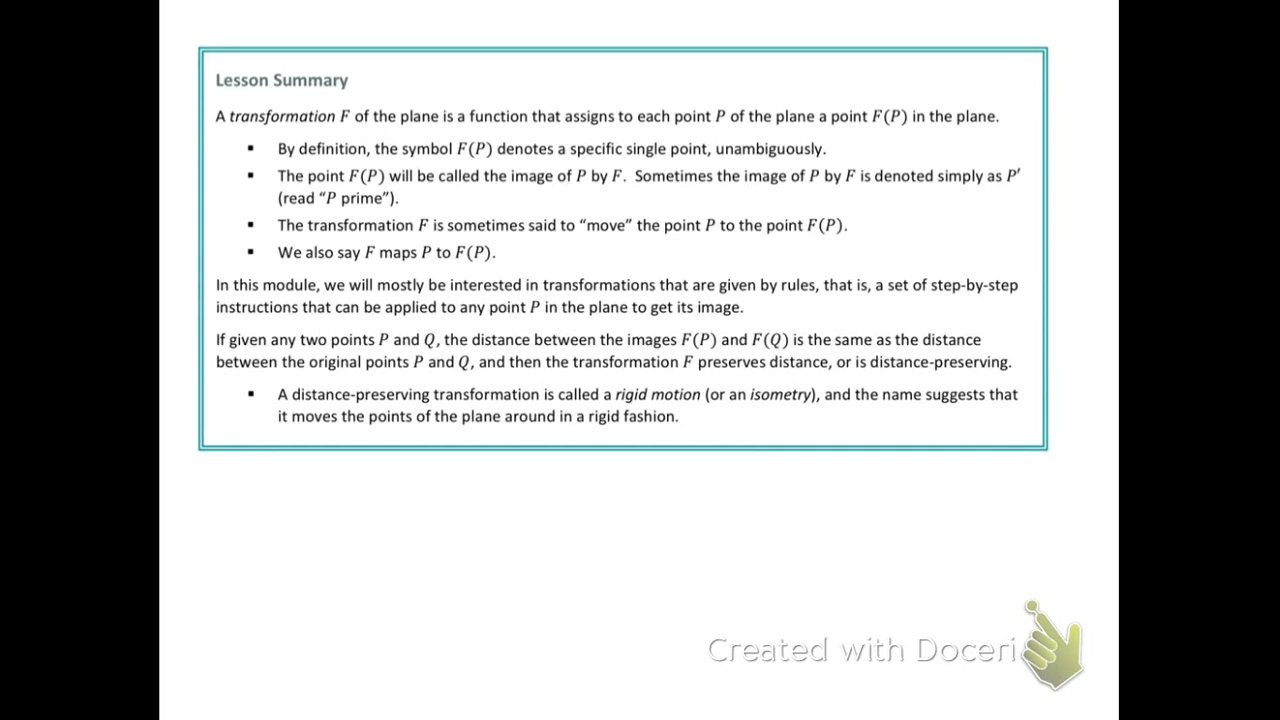 Lesson Summary
A transformation F of the plane is a function that assigns to each point P of the plane a point F(P) in the plane.
▪ By definition, the symbol F(P) denotes a specific single point, unambiguously.
▪ The point F(P) will be called the image of P by F. Sometimes the image of P by F is denoted simply as P′
(read “P prime”).
▪ The transformation F is sometimes said to “move” the point P to the point F(P).
▪ We also say F maps P to F(P).
In this module, we will mostly be interested in transformations that are given by rules, that is, a set of step-by-step
instructions that can be applied to any point P in the plane to get its image.
If given any two points P and Q, the distance between the images F(P) and F(Q) is the same as the distance
between the original points P and Q, and then the transformation F preserves distance, or is distance-preserving.
▪ A distance-preserving transformation is called a rigid motion (or an isometry), and the name suggests that
it moves the points of the plane around in a rigid fashion.
Created with Doceri